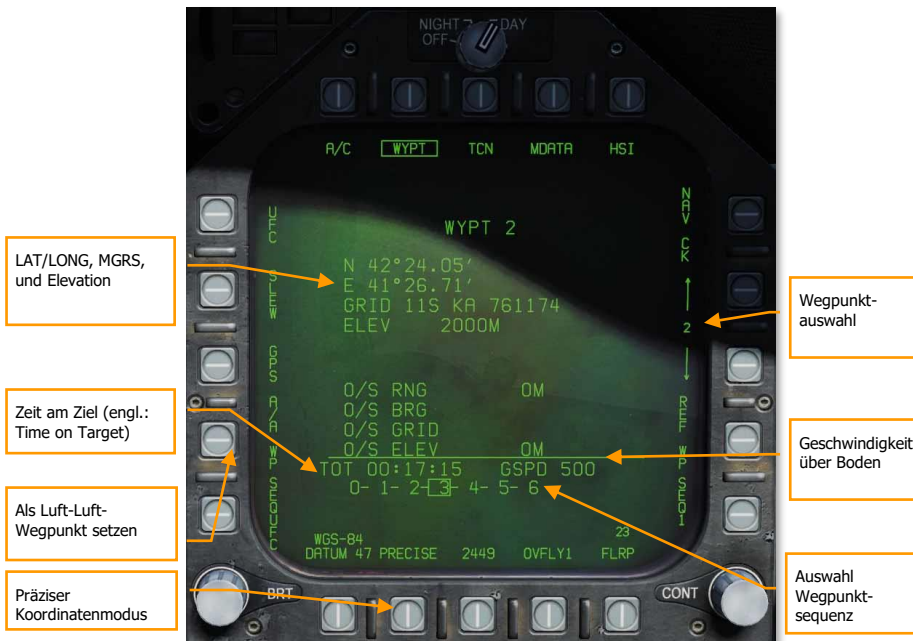 NIGHT DAY
OFF
A/C WYPT TCN MDATA HSI
WYPT 2
N 42°24.05'
E 41°26.71'
GRID 11S KA 761174
ELEV 2000M
O/S RNG 0M
O/S BRG
O/S GRID
O/S ELEV 0M
TOT 00:17:15 GSPD 500
0- 1- 2- 3- 4- 5- 6
WGS-84 23
DATUM 47 PRECISE 2449 OVFLY1 FLRP
UFC
SLEW
GPS
A/A WP
SEQUFC
NAV CK
2
REF WP
SEQ1
BRT
CONT
LAT/LONG, MGRS,
und Elevation
Zeit am Ziel (engl.:
Time on Target)
Als Luft-Luft-
Wegpunkt setzen
Präziser
Koordinatenmodus
Wegpunkt-
auswahl
Geschwindigkeit
über Boden
Auswahl
Wegpunkt-
sequenz